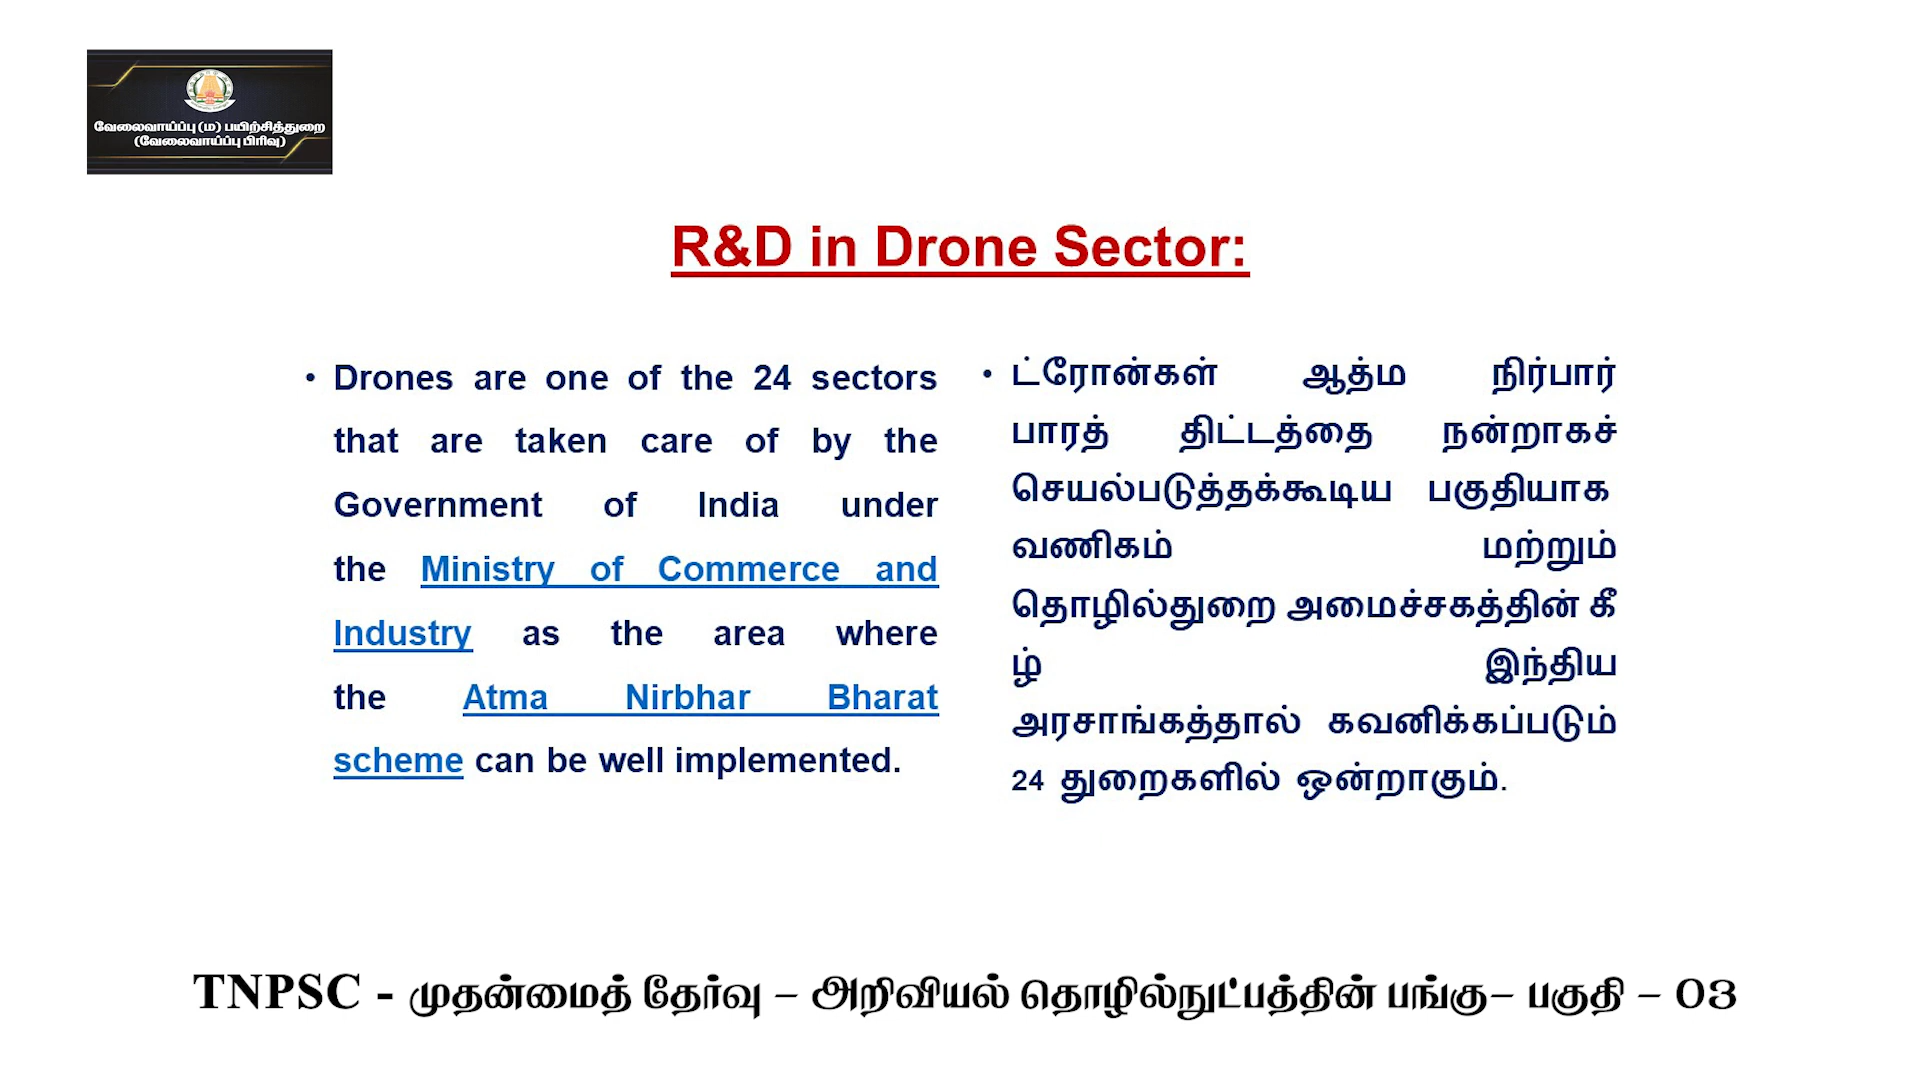 வேலைவாய்ப்பு (ம) பயிற்சித்துறை
(வேலைவாய்ப்பு பிரிவு)
R&D in Drone Sector:
• Drones are one of the 24 sectors
that are taken care of by the
Government of India under
the Ministry of Commerce and
Industry as the area where
the Atma Nirbhar Bharat
scheme can be well implemented.
• ட்ரோன்கள் ஆத்ம நிர்பார்
பாரத் திட்டத்தை நன்றாகச்
செயல்படுத்தக்கூடிய பகுதியாக
வணிகம் மற்றும்
தொழில்துறை அமைச்சகத்தின் கீ
ழ் இந்திய
அரசாங்கத்தால் கவனிக்கப்படும்
24 துறைகளில் ஒன்றாகும்.
TNPSC - முதன்மைத் தேர்வு – அறிவியல் தொழில்நுட்பத்தின் பங்கு– பகுதி – 03